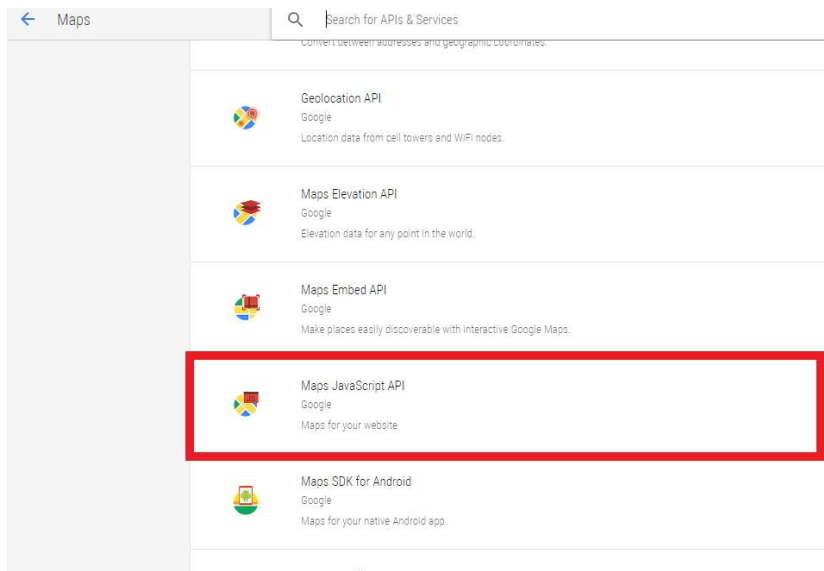 Maps
Search for APIs & Services
Convert between addresses and geographic coordinates.
Geolocation API
Google
Location data from cell towers and WiFi nodes.
Maps Elevation API
Google
Elevation data for any point in the world.
Maps Embed API
Google
Make places easily discoverable with interactive Google Maps.
JS
Maps JavaScript API
Google
Maps for your website
Maps SDK for Android
Google
Maps for your native Android app.